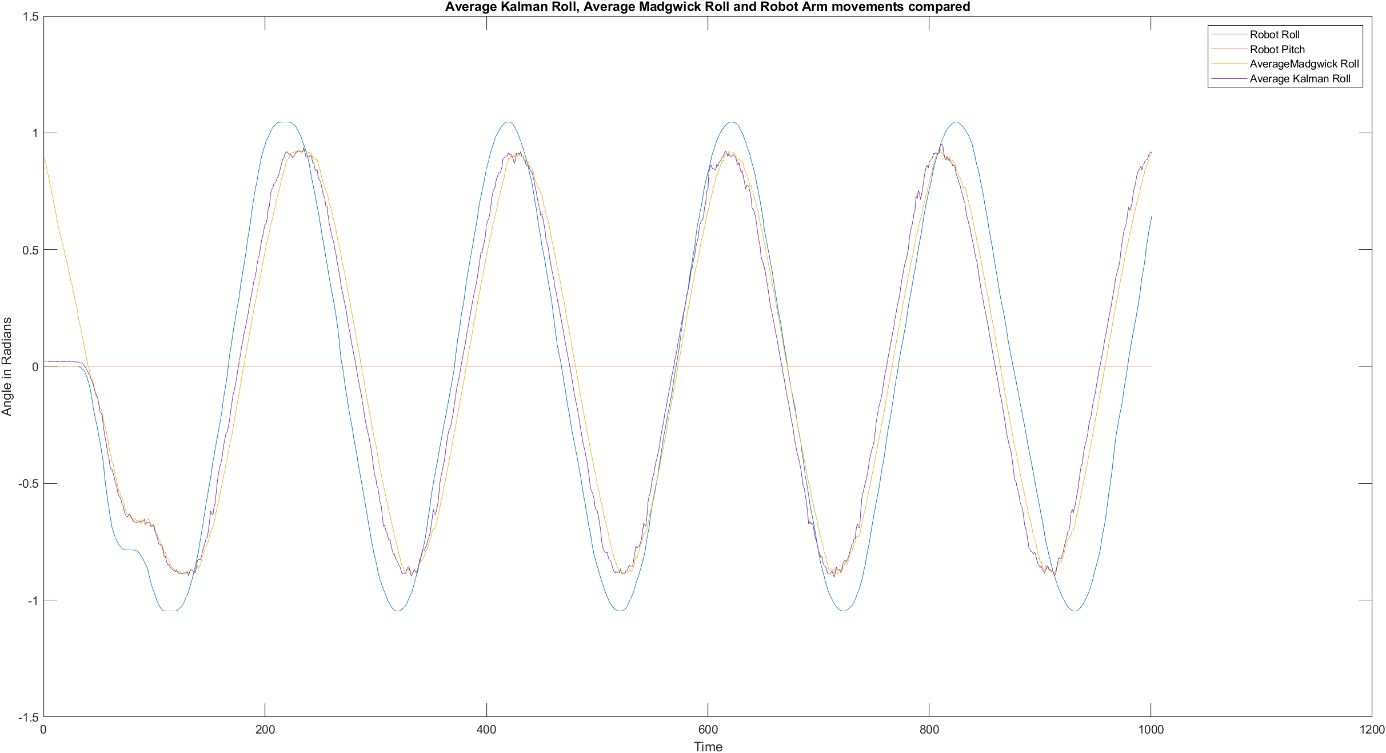 Average Kalman Roll, Average Madgwick Roll and Robot Arm movements compared
1.5
Robot Roll
Robot Pitch
AverageMadgwick Roll
Average Kalman Roll
1
0.5
Angle in Radians
0
-0.5
-1
-1.5
0 200 400 600 800 1000 1200
Time